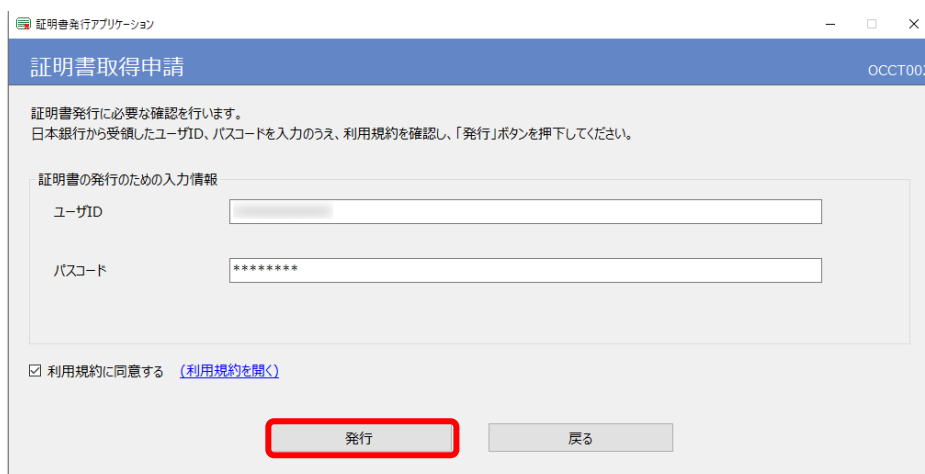 証明書発行アプリケーション
証明書取得申請
OCCT002
証明書発行に必要な確認を行います。
日本銀行から受領したユーザID、パスコードを入力のうえ、利用規約を確認し、「発行」ボタンを押下してください。
証明書の発行のための入力情報
ユーザID
パスコード
********
利用規約に同意する (利用規約を開く)
発行 戻る